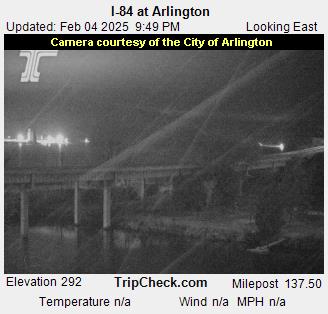 I-84 at Arlington
Updated: Feb 04 2025 9:49 PM Looking East
Camera courtesy of the City of Arlington
Elevation 292 TripCheck.com Milepost 137.50
Temperature n/a Wind n/a MPH n/a